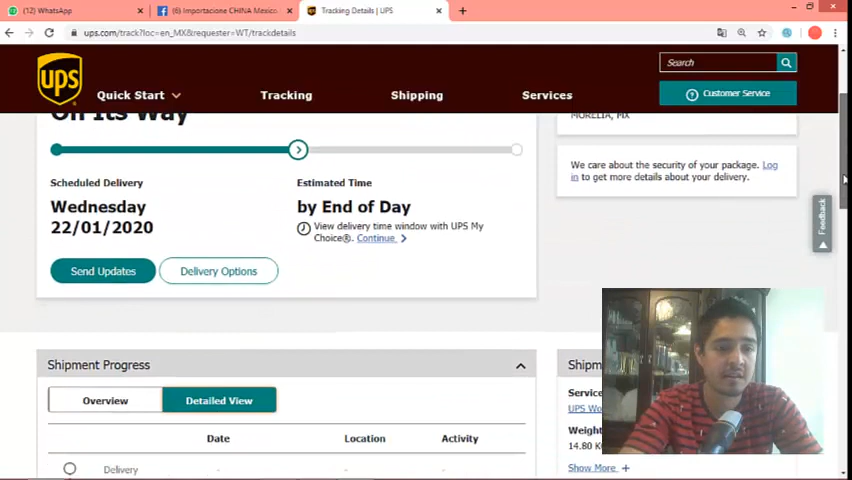 (12) WhatsApp
(6) Importacione CHINA Mexico.
Tracking Details | UPS
ups.com/track?loc=en_MX&requester=WT/trackdetails
ups
Search
Quick Start
Tracking
Shipping
Services
Customer Service
On Its Way
MORELIA, MX
We care about the security of your package. Log
in to get more details about your delivery.
Scheduled Delivery
Wednesday
22/01/2020
Estimated Time
by End of Day
View delivery time window with UPS My
Choice®. Continue
Send Updates
Delivery Options
Feedback
Shipment Progress
Overview
Detailed View
Date
Location
Activity
Delivery
Shipm
Service
UPS Wo
Weight
14.80 K
Show More +